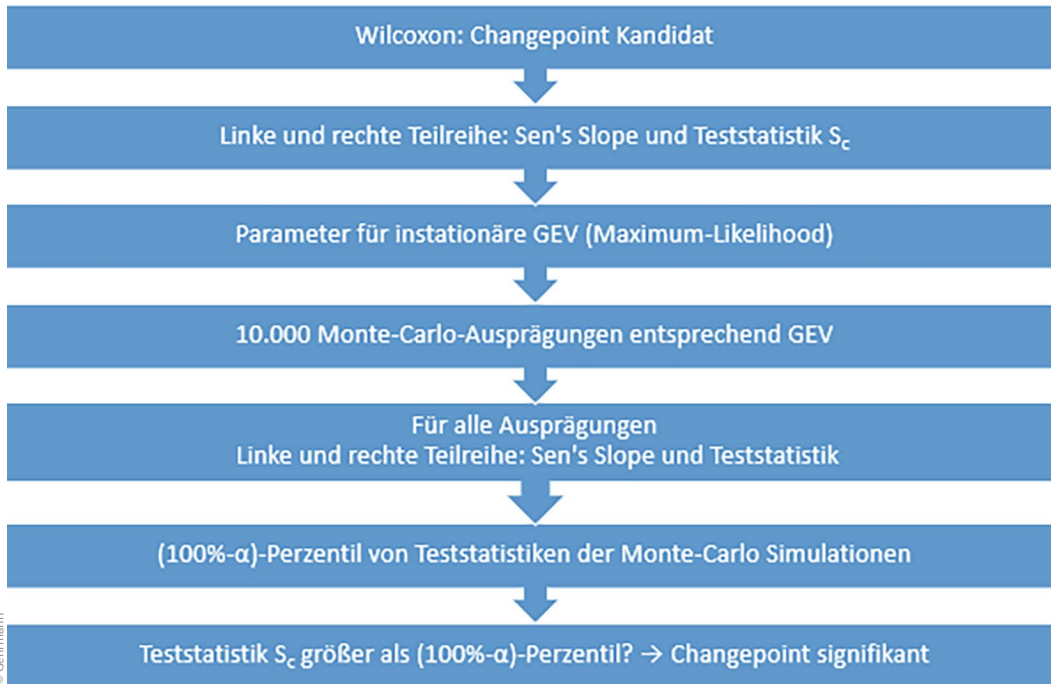 Wilcoxon: Changepoint Kandidat
Linke und rechte Teilreihe: Sen's Slope und Teststatistik Sc
Parameter für instationäre GEV (Maximum-Likelihood)
10.000 Monte-Carlo-Ausprägungen entsprechend GEV
Für alle Ausprägungen
Linke und rechte Teilreihe: Sen's Slope und Teststatistik
(100%-α)-Perzentil von Teststatistiken der Monte-Carlo Simulationen
Teststatistik Sc größer als (100%-α)-Perzentil? → Changepoint signifikant